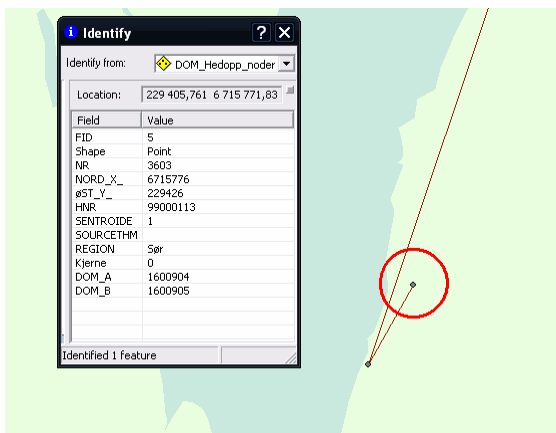 Identify
Identify from: DOM_Hedopp_noder
Location: 229 405,761 6 715 771,83
Field Value
FID 5
Shape Point
NR 3603
NORD_X_ 6715776
øST_Y_ 229426
HNR 99000113
SENTROIDE 1
SOURCETHM
REGION Sør
Kjerne 0
DOM_A 1600904
DOM_B 1600905
Identified 1 feature